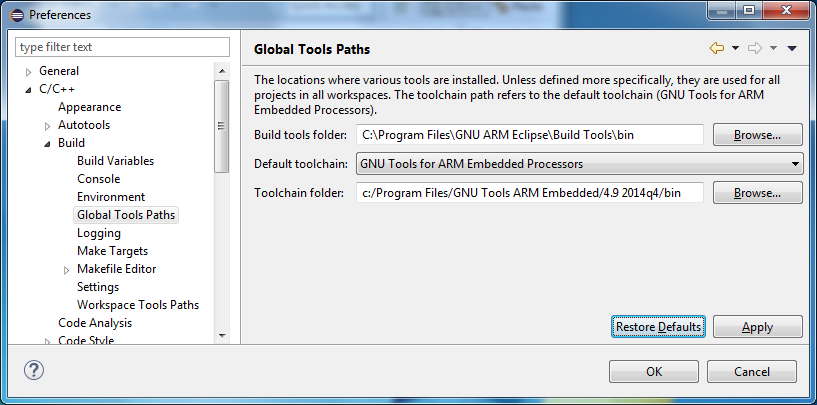 Preferences
type filter text
General
C/C++
Appearance
Autotools
Build
Build Variables
Console
Environment
Global Tools Paths
Logging
Make Targets
Makefile Editor
Settings
Workspace Tools Paths
Code Analysis
Code Style
Global Tools Paths
The locations where various tools are installed. Unless defined more specifically, they are used for all
projects in all workspaces. The toolchain path refers to the default toolchain (GNU Tools for ARM
Embedded Processors).
Build tools folder: C:\Program Files\GNU ARM Eclipse\Build Tools\bin Browse...
Default toolchain: GNU Tools for ARM Embedded Processors
Toolchain folder: c:/Program Files/GNU Tools ARM Embedded/4.9 2014q4/bin Browse...
Restore Defaults Apply
? OK Cancel